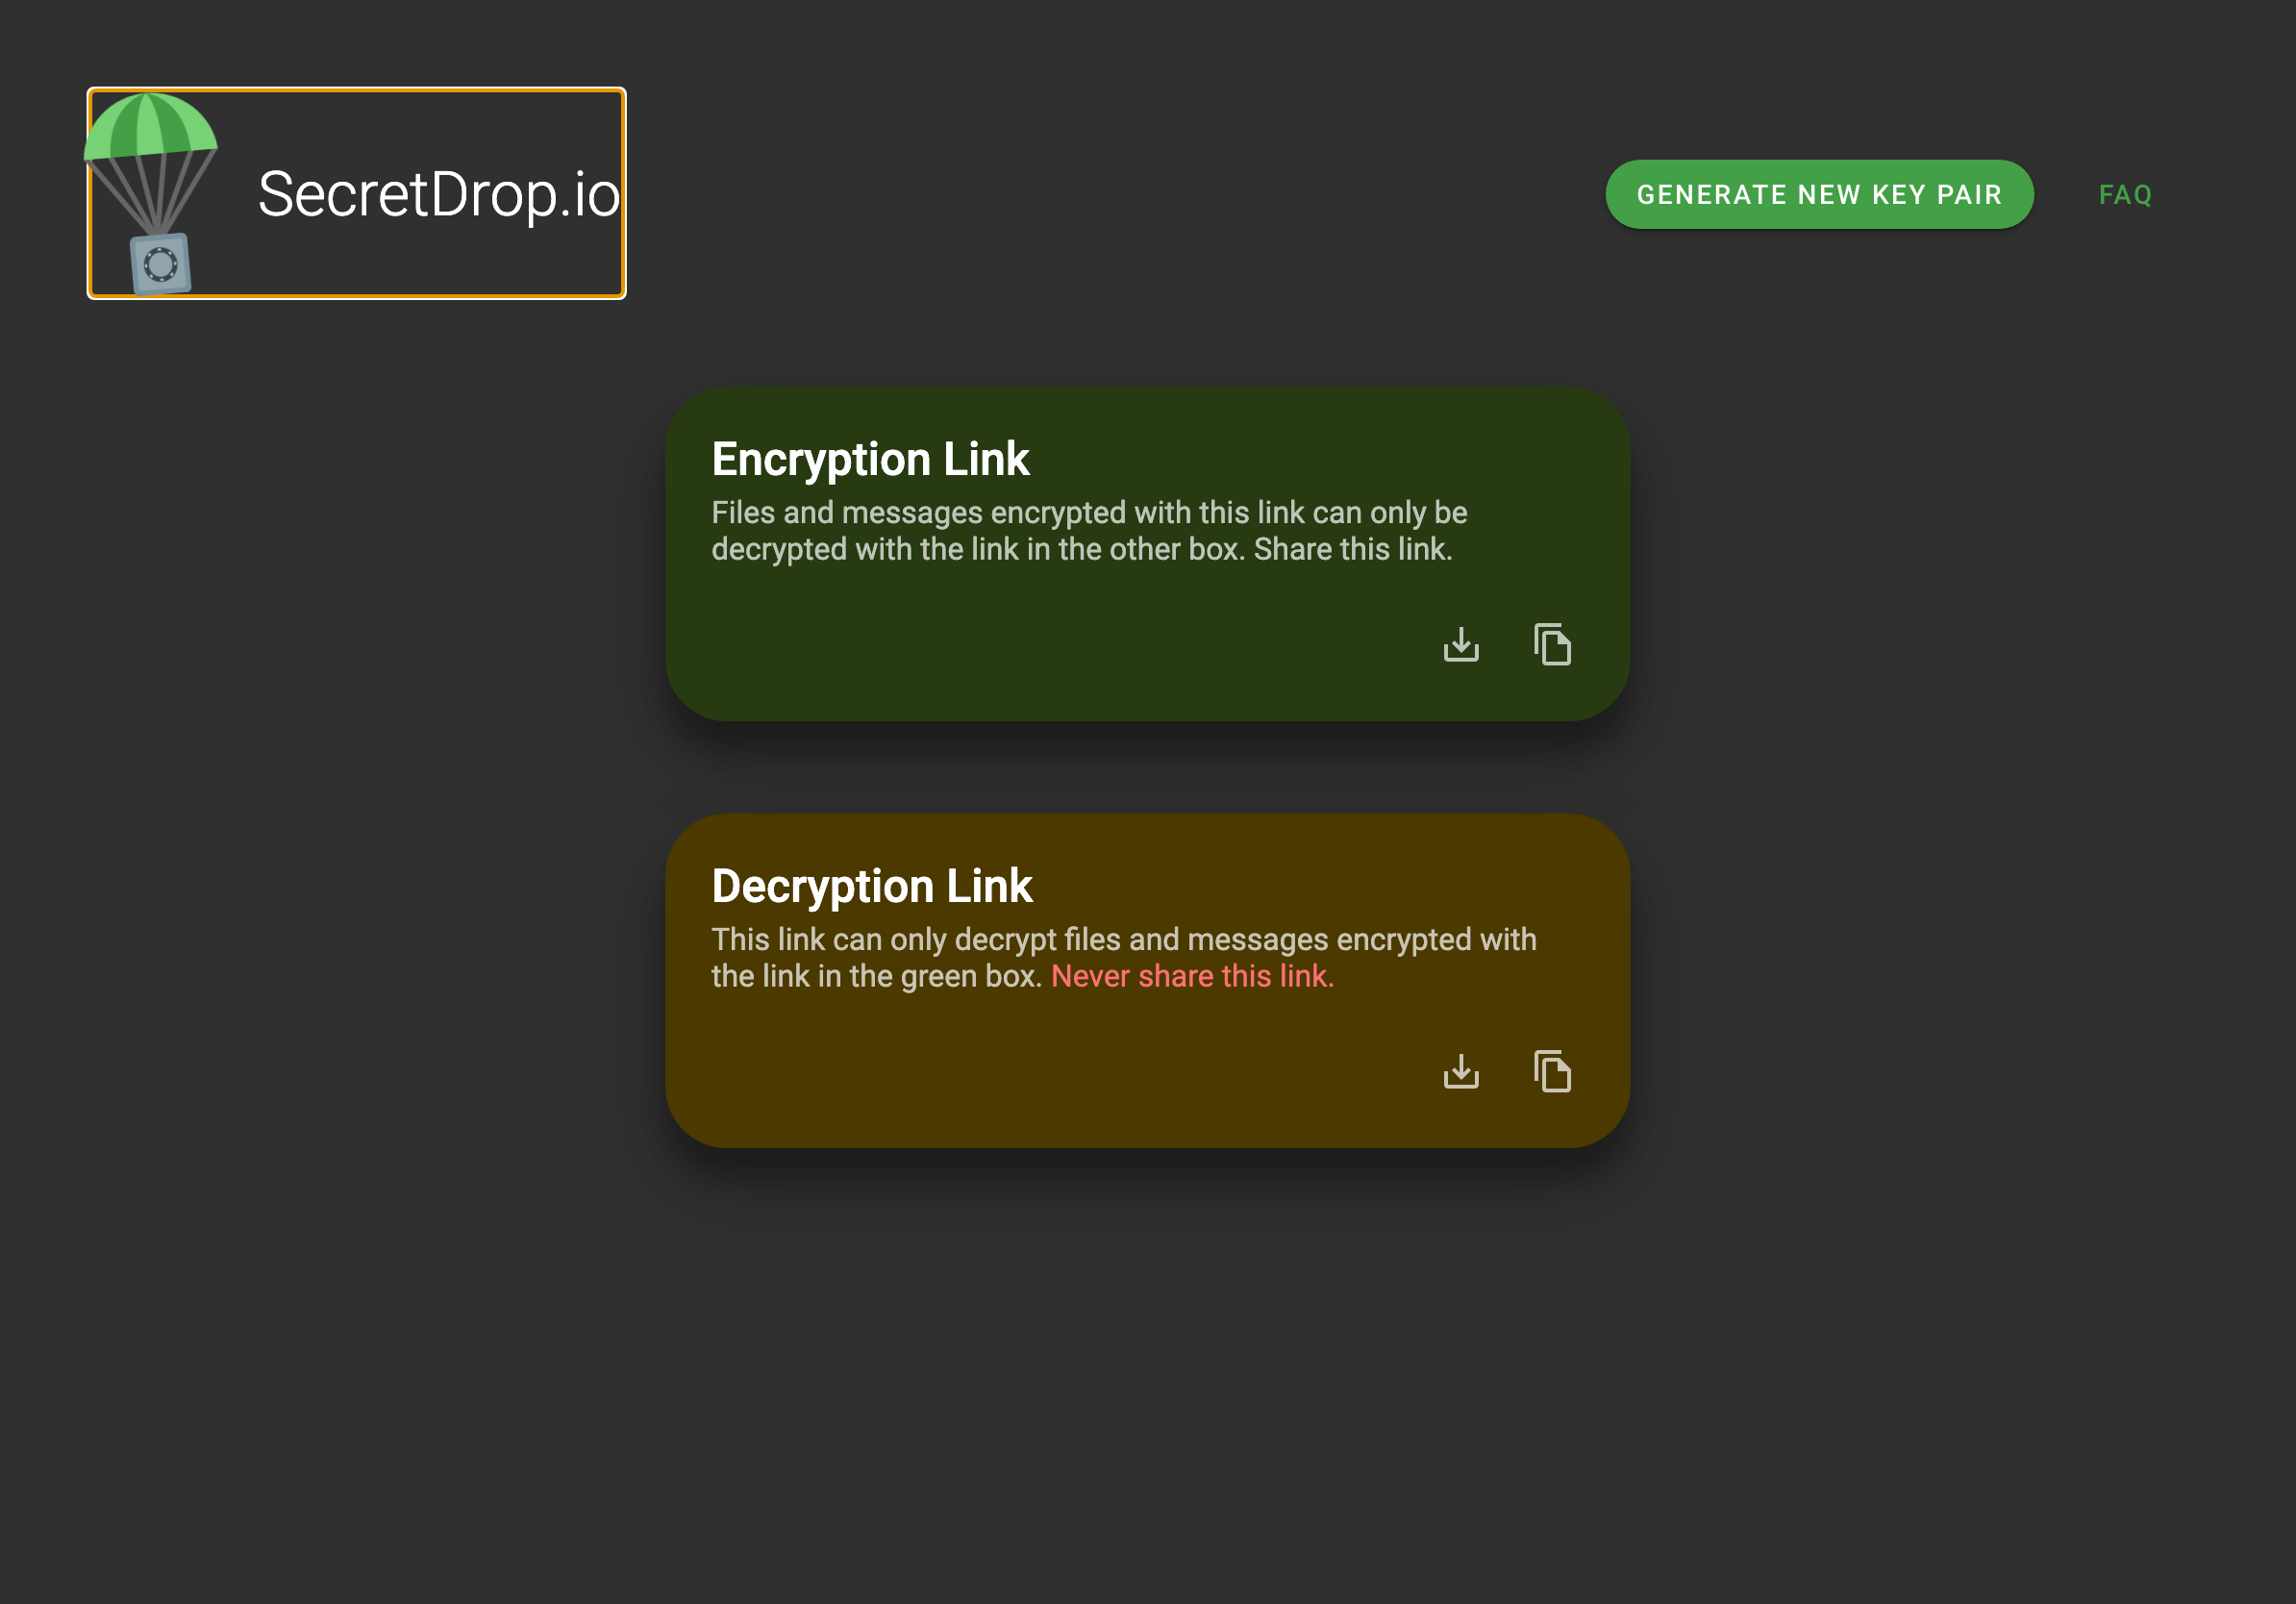 SecretDrop.io
GENERATE NEW KEY PAIR
FAQ
Encryption Link
Files and messages encrypted with this link can only be
decrypted with the link in the other box. Share this link.
Decryption Link
This link can only decrypt files and messages encrypted with
the link in the green box. Never share this link.